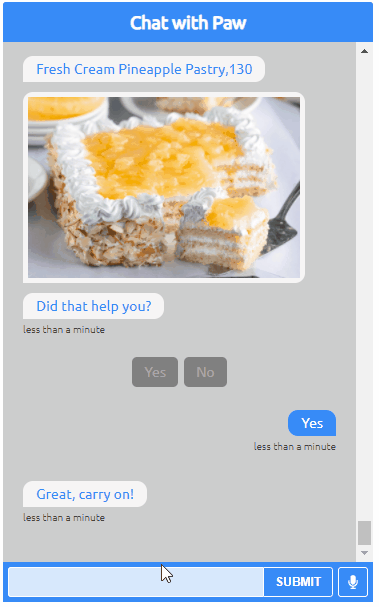 Chat with Paw
Fresh Cream Pineapple Pastry,130
Did that help you?
less than a minute
Yes No
Yes
less than a minute
Great, carry on!
less than a minute
SUBMIT